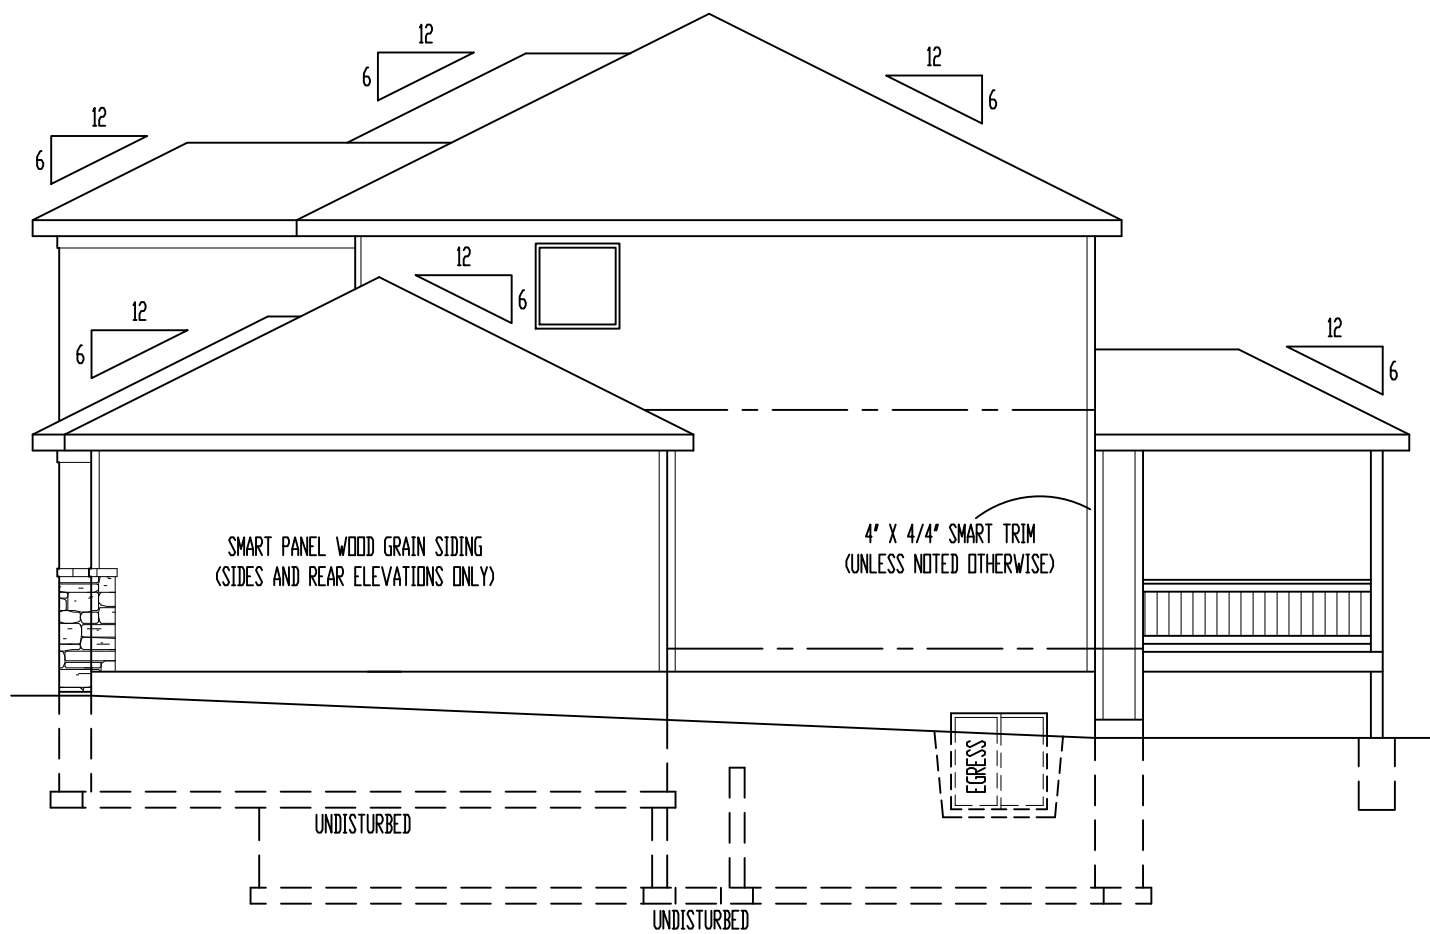 12
6
12
6
12
6
12
6
12
6
12
6
SMART PANEL WOOD GRAIN SIDING
(SIDES AND REAR ELEVATIONS ONLY)
4" X 4/4" SMART TRIM
(UNLESS NOTED OTHERWISE)
EGRESS
UNDISTURBED
UNDISTURBED